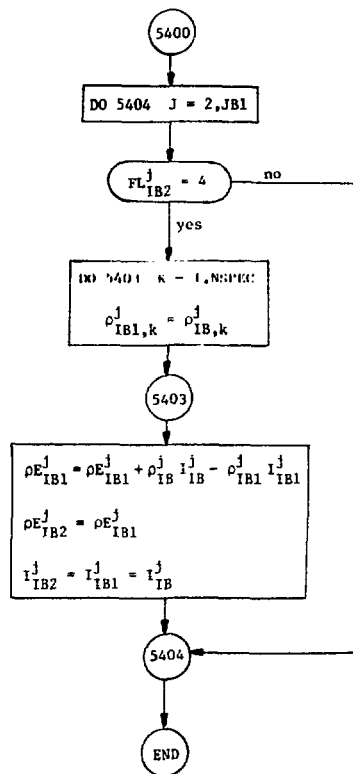 5400
DO 5404 J = 2,JB1
FL^j_IB2 = 4
no
yes
DO 5403 K = 1,NSPEC
ρ^j_IB1,k = ρ^j_IB,k
5403
ρE^j_IB1 = ρE^j_IB1 + ρ^j_IB I^j_IB - ρ^j_IB1 I^j_IB1
ρE^j_IB2 = ρE^j_IB1
I^j_IB2 = I^j_IB1 = I^j_IB
5404
END